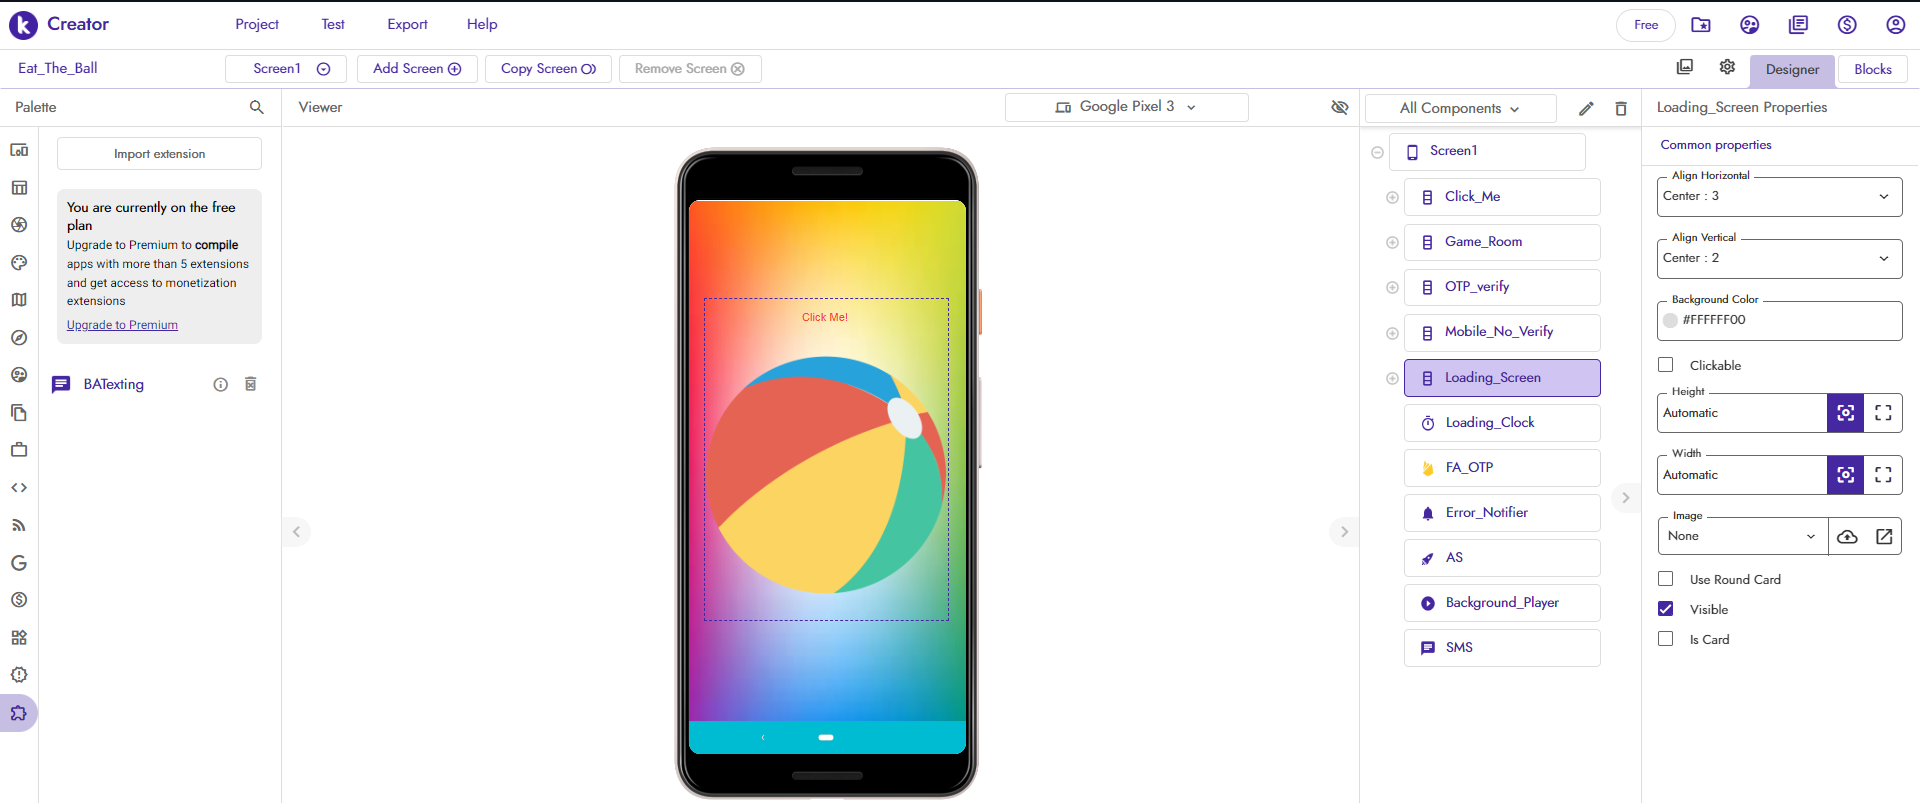 Creator
Project
Test
Export
Help
Free
Eat_The_Ball
Screen1
Add Screen
Copy Screen
Remove Screen
Designer
Blocks
Palette
Viewer
Google Pixel 3
All Components
Loading_Screen Properties
Import extension
You are currently on the free
plan
Upgrade to Premium to compile
apps with more than 5 extensions
and get access to monetization
extensions
Upgrade to Premium
BATexting
Click Me!
Screen1
Click_Me
Game_Room
OTP_verify
Mobile_No_Verify
Loading_Screen
Loading_Clock
FA_OTP
Error_Notifier
AS
Background_Player
SMS
Common properties
Align Horizontal
Center : 3
Align Vertical
Center : 2
Background Color
#FFFFFF00
Clickable
Height
Automatic
Width
Automatic
Image
None
Use Round Card
Visible
Is Card